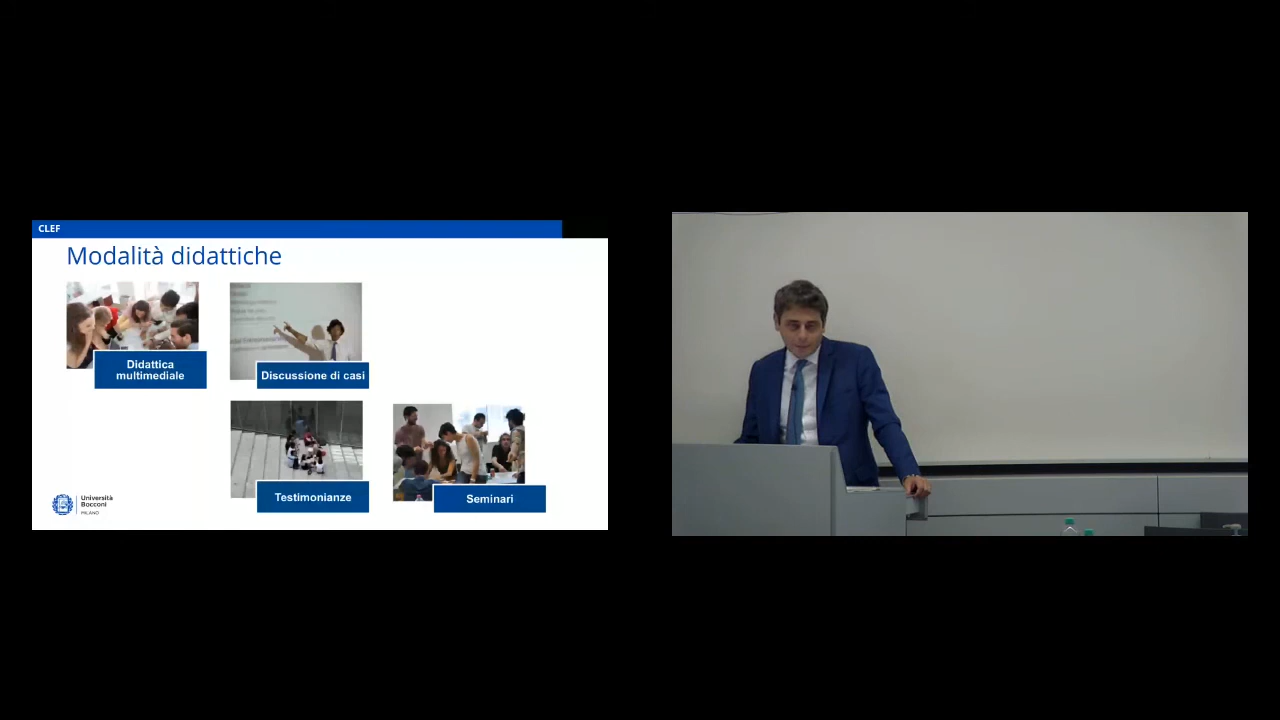 CLEF
Modalità didattiche
Didattica
multimediale
Discussione di casi
Testimonianze
Seminari
Università
Bocconi
MILANO